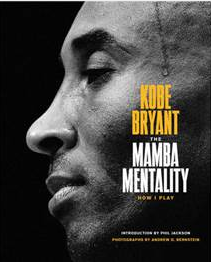 KOBE
BRYANT
THE
MAMBA
MENTALITY
HOW I PLAY
INTRODUCTION BY PHIL JACKSON
PHOTOGRAPHS BY ANDREW D. BERNSTEIN